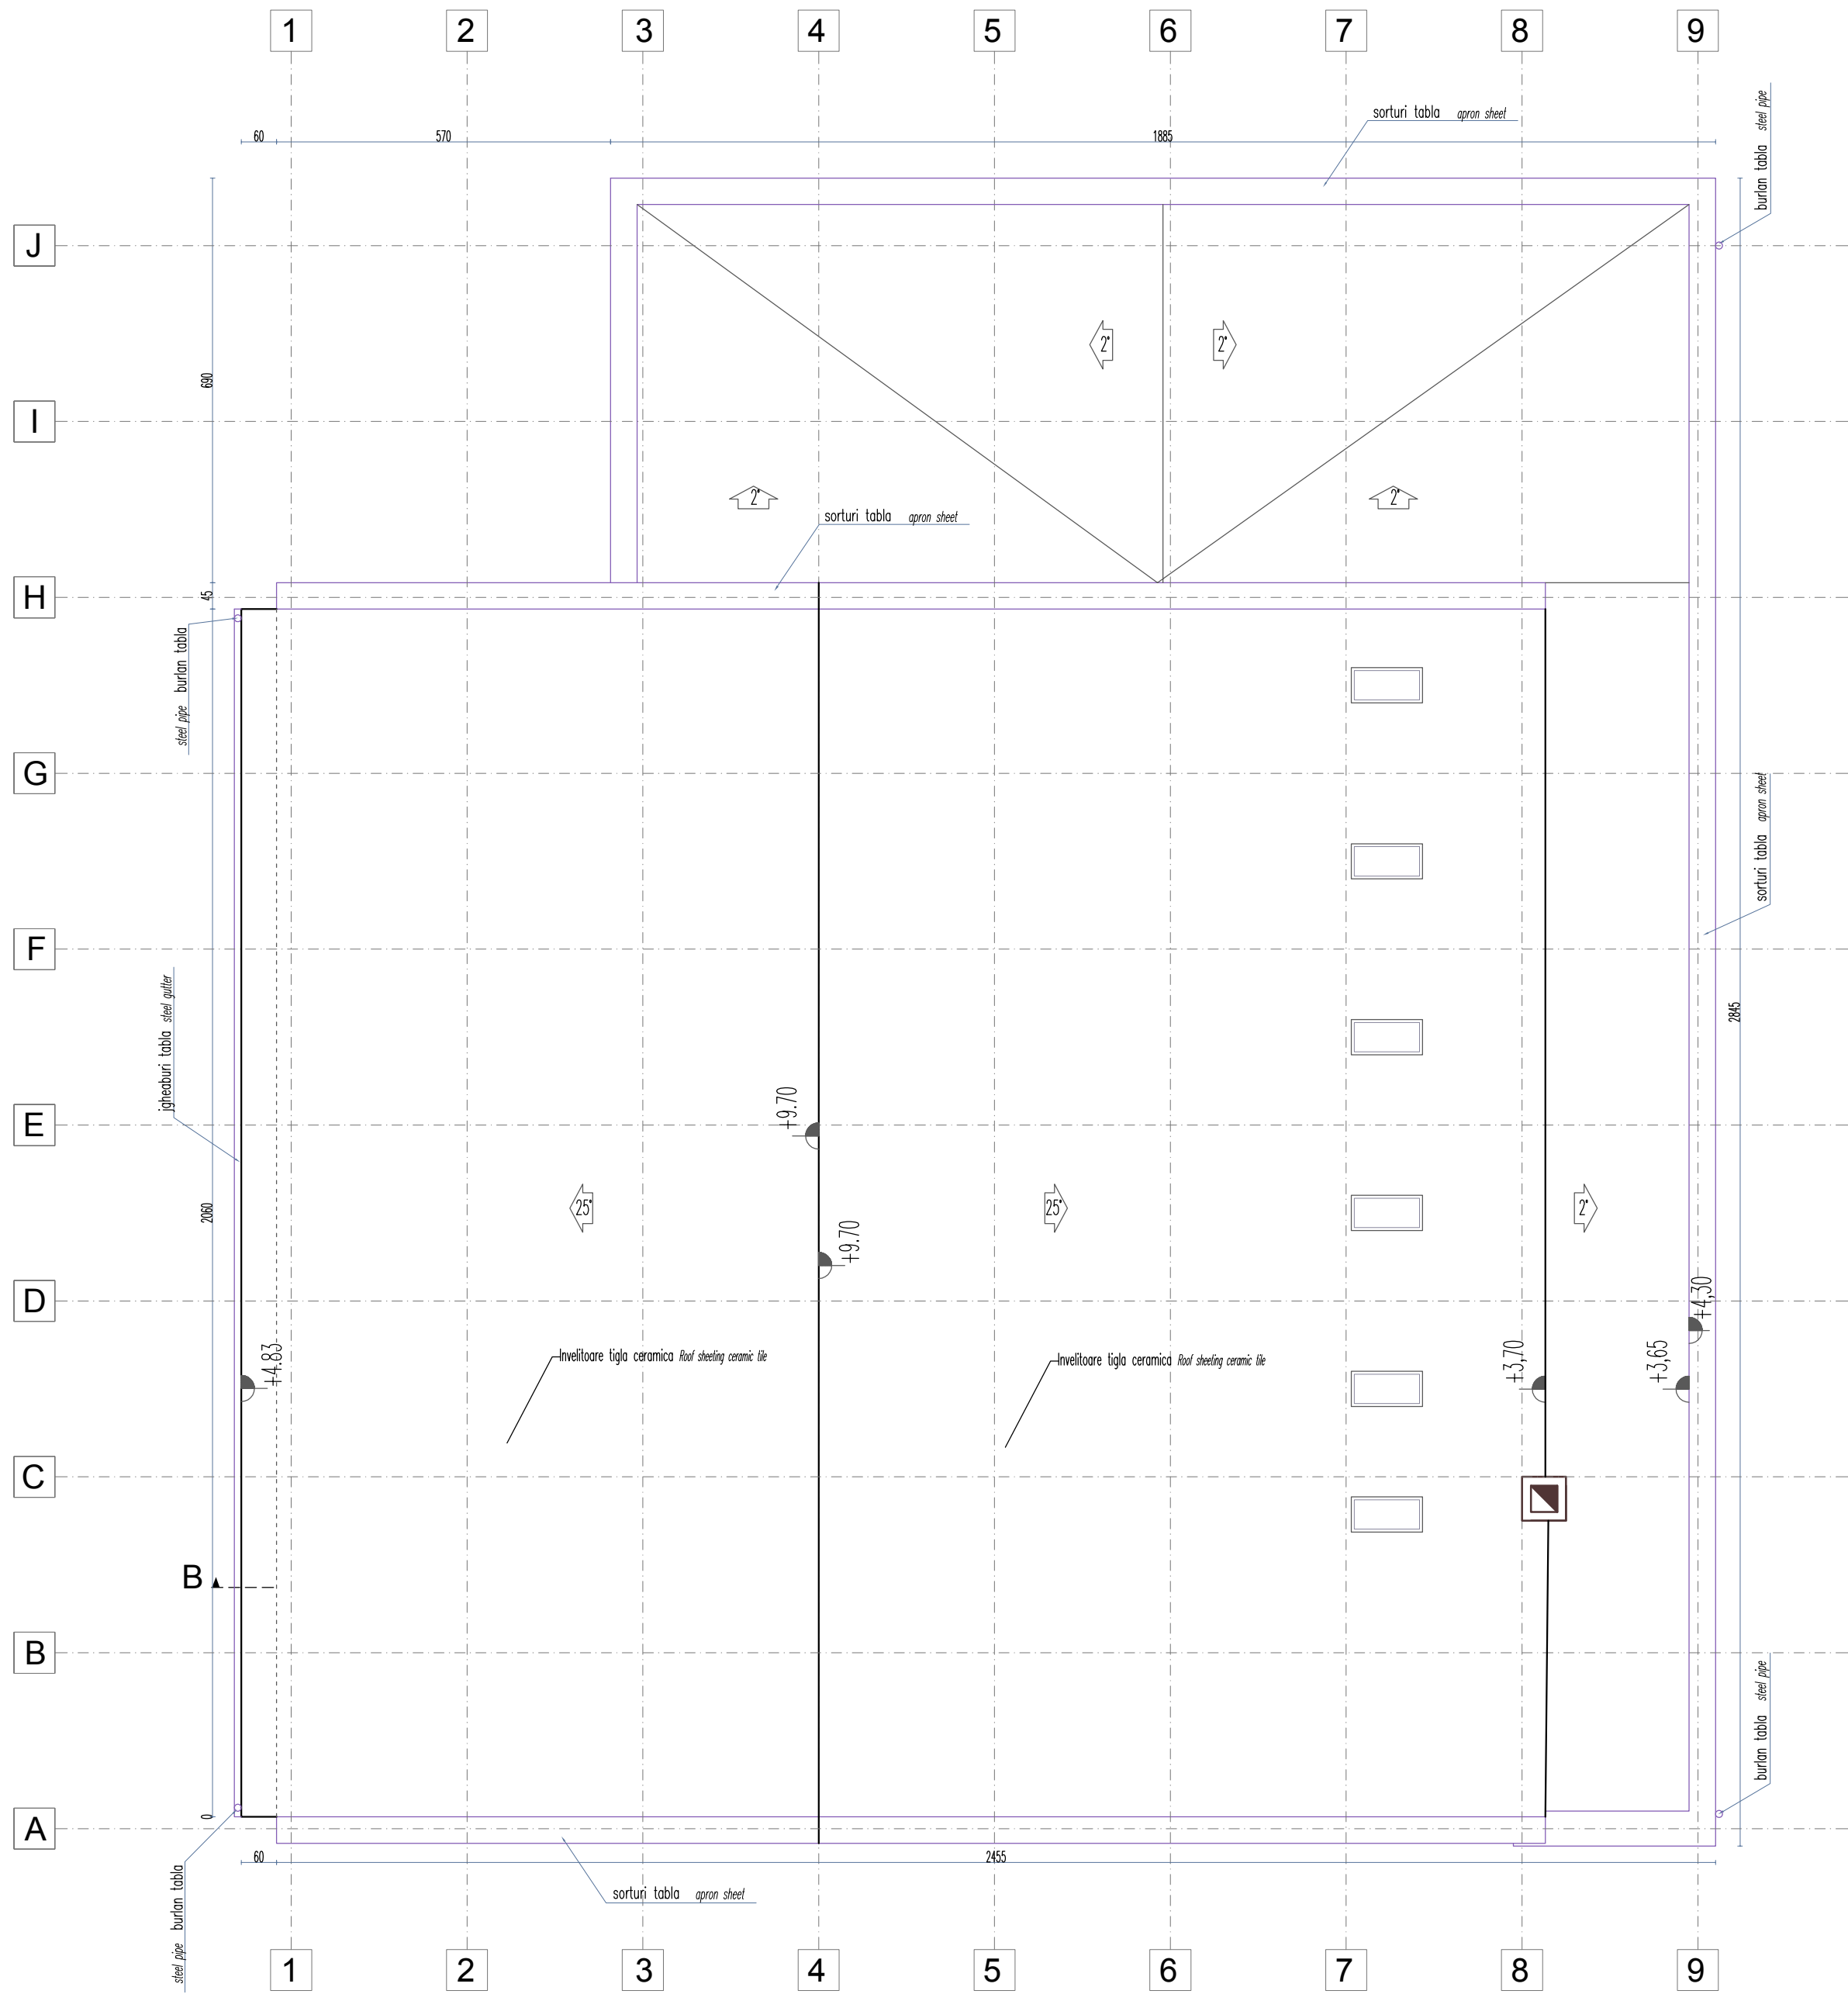 1 2 3 4 5 6 7 8 9
sorturi tabla apron sheet
burlan tabla steel pipe
60 570 1885
J
690
2°
2°
I
2°
2°
sorturi tabla apron sheet
H
45
steel pipe burlan tabla
G
sorturi tabla apron sheet
F
jgheaburi tabla steel gutter
2845
E
+9.70
2060
25°
25°
2°
+9.70
D
+4,30
+4.83
Invelitoare tigla ceramica Roof sheeting ceramic tile
Invelitoare tigla ceramica Roof sheeting ceramic tile
+3,70
+3,65
C
B
B
burlan tabla steel pipe
0
A
60 2455
sorturi tabla apron sheet
steel pipe burlan tabla
1 2 3 4 5 6 7 8 9